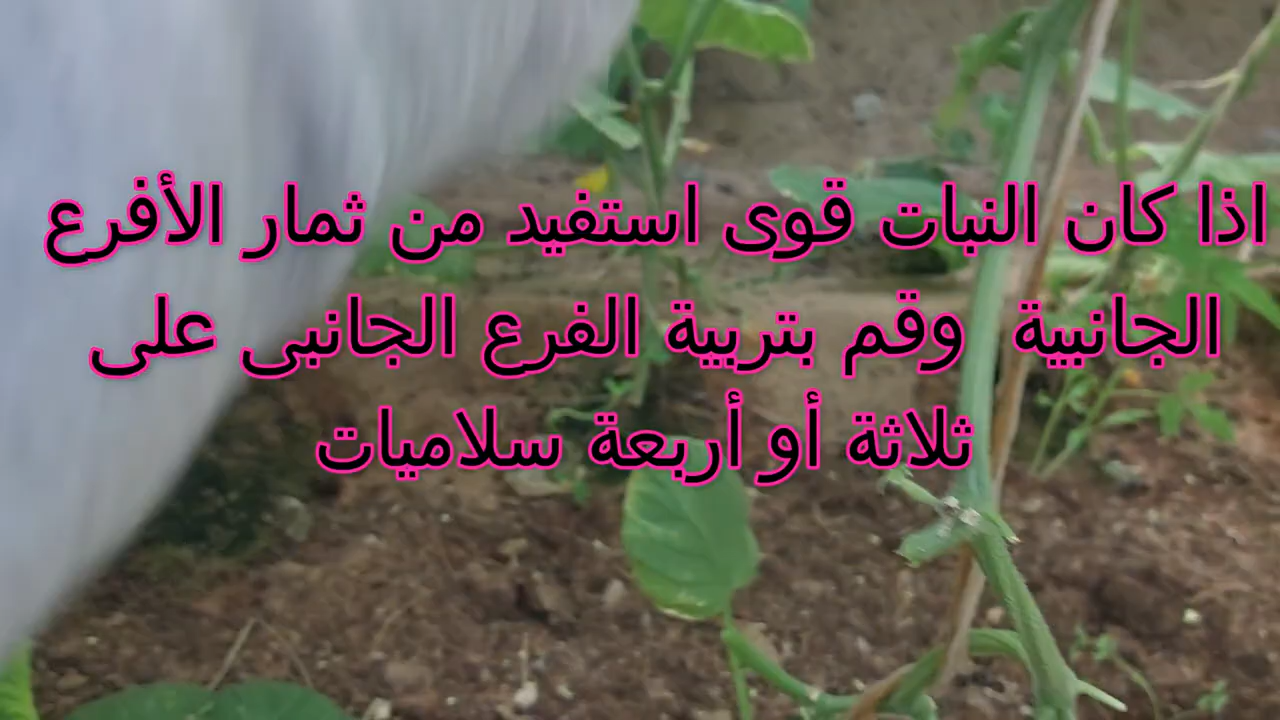 اذا كان النبات قوى استفيد من ثمار الأفرع
الجانبية وقم بتربية الفرع الجانبى على
ثلاثة أو أربعة سلاميات